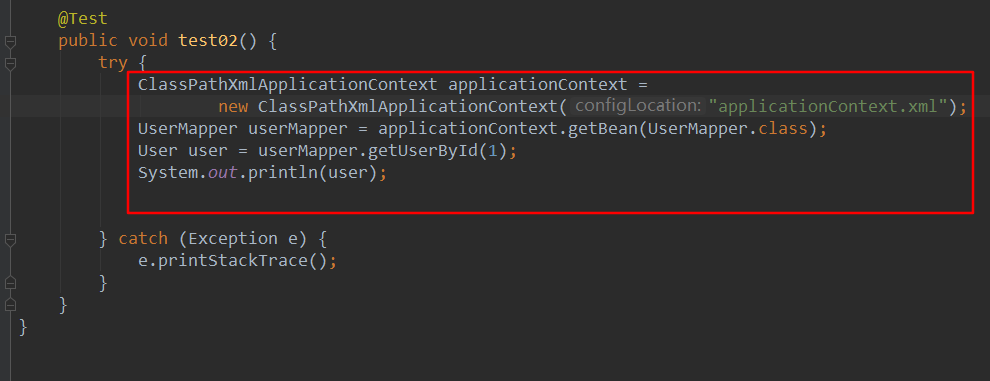 @Test
public void test02() {
try {
ClassPathXmlApplicationContext applicationContext =
new ClassPathXmlApplicationContext( configLocation: "applicationContext.xml");
UserMapper userMapper = applicationContext.getBean(UserMapper.class);
User user = userMapper.getUserById(1);
System.out.println(user);
} catch (Exception e) {
e.printStackTrace();
}
}
}